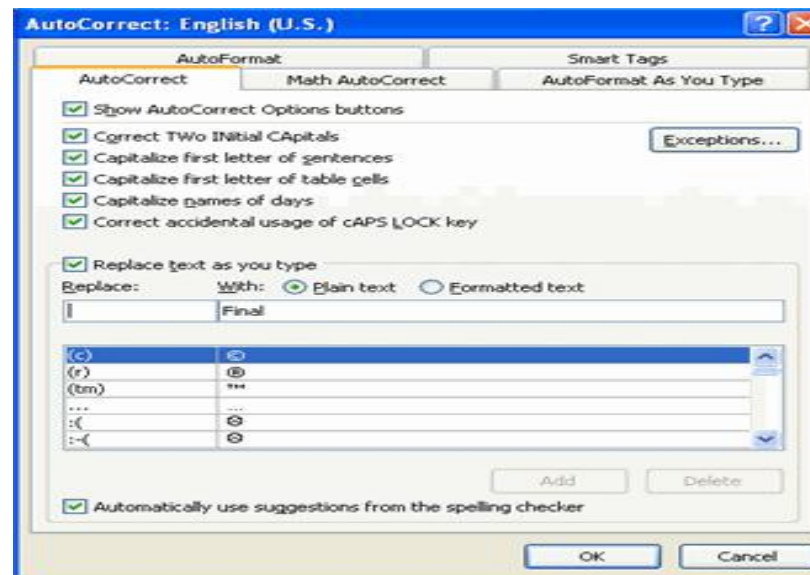 AutoCorrect: English (U.S.)
AutoFormat Smart Tags
AutoCorrect Math AutoCorrect AutoFormat As You Type
Show AutoCorrect Options buttons
Correct TWo INitial CApitals Exceptions...
Capitalize first letter of sentences
Capitalize first letter of table cells
Capitalize names of days
Correct accidental usage of cAPS LOCK key
Replace text as you type
Replace: With: Plain text Formatted text
Final
(c) ©
(r) ®
(tm) ™
... ...
:( ☹
:-( ☹
Add Delete
Automatically use suggestions from the spelling checker
OK Cancel